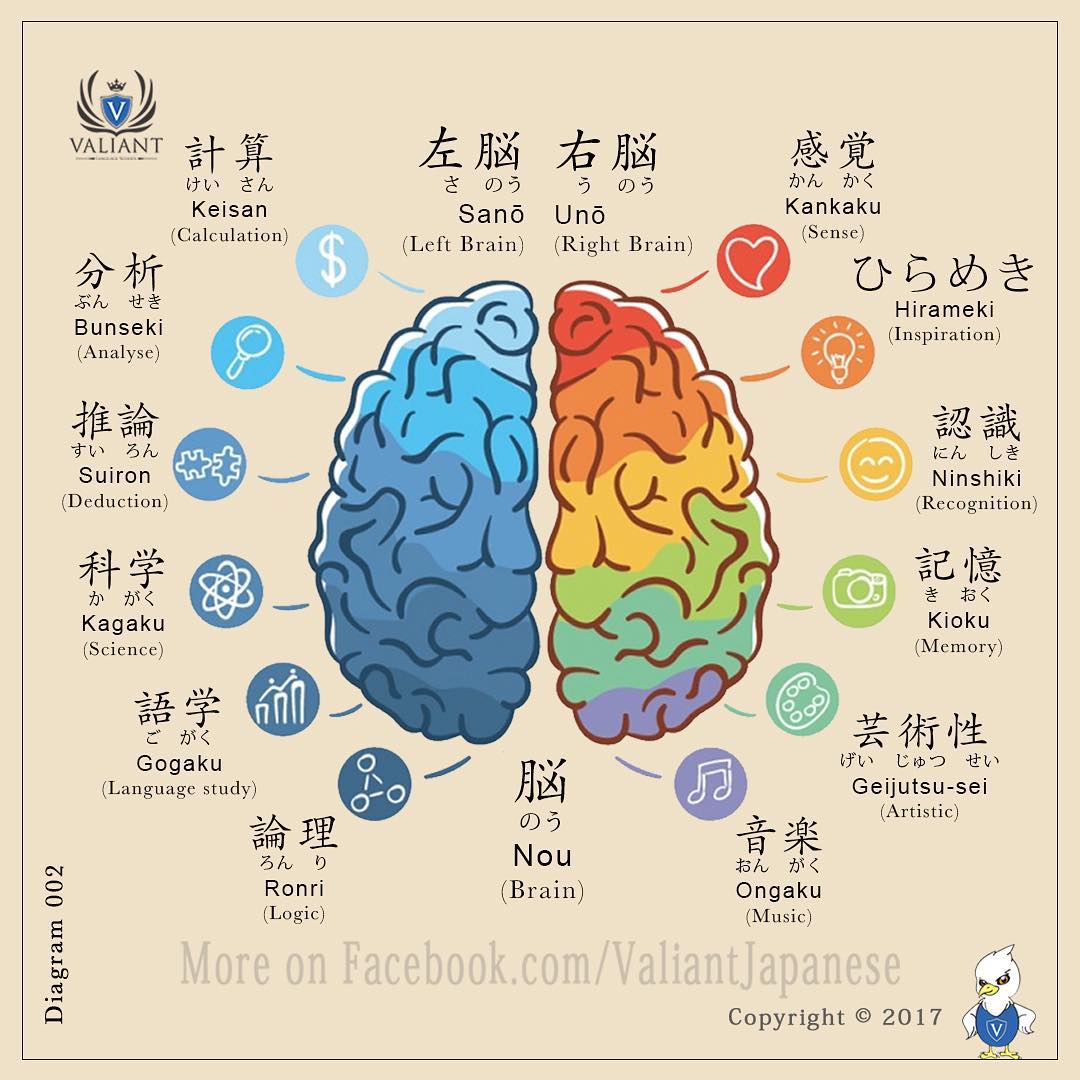 VALIANT
計算
けい さん
Keisan
(Calculation)
左脳
さ のう
Sanō
(Left Brain)
右脳
う のう
Unō
(Right Brain)
感覚
かん かく
Kankaku
(Sense)
分析
ぶん せき
Bunseki
(Analyse)
ひらめき
Hirameki
(Inspiration)
推論
すい ろん
Suiron
(Deduction)
認識
にん しき
Ninshiki
(Recognition)
科学
か がく
Kagaku
(Science)
記憶
き おく
Kioku
(Memory)
語学
ご がく
Gogaku
(Language study)
芸術性
げい じゅつ せい
Geijutsu-sei
(Artistic)
論理
ろん り
Ronri
(Logic)
脳
のう
Nou
(Brain)
音楽
おん がく
Ongaku
(Music)
Diagram 002
More on Facebook.com/ValiantJapanese
Copyright © 2017
V
V
$